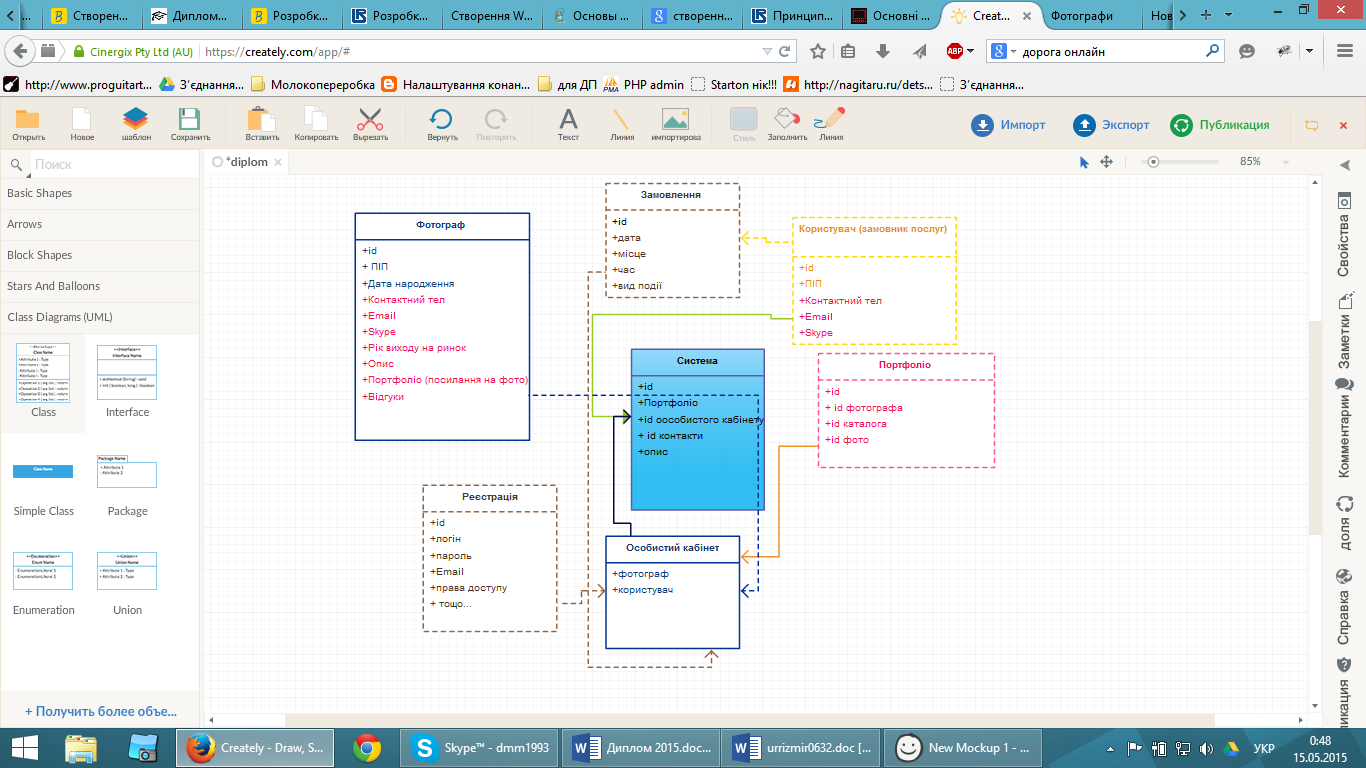 ...
Створен...
Диплом...
Розробк...
Розробк...
Створення W...
Основы ...
створенн...
Принцип...
Основні ...
Creat...
Фотографи
Нов
Cinergix Pty Ltd (AU)
https://creately.com/app/#
ABP
дорога онлайн
http://www.proguitart...
З’єднання...
Молокопереробка
Налаштування конан...
для ДП
PHP admin
Starton нік!!!
http://nagitaru.ru/dets...
З’єднання...
Открыть
Новое
шаблон
Сохранить
Вставить
Копировать
Вырезать
Вернуть
Повторить
Текст
Линия
импортирова
Стиль
Заполнить
Линия
Импорт
Экспорт
Публикация
Поиск
*diplom
85%
Basic Shapes
Arrows
Block Shapes
Stars And Balloons
Class Diagrams (UML)
Class
Interface
Simple Class
Package
Enumeration
Union
+ Получить более объе...
Фотограф
+id
+ ПІП
+Дата народження
+Контактний тел
+Email
+Skype
+Рік виходу на ринок
+Опис
+Портфоліо (посилання на фото)
+Відгуки
Замовлення
+id
+дата
+місце
+час
+вид події
Користувач (замовник послуг)
+id
+ПІП
+Контактний тел
+Email
+Skype
Система
+id
+Портфоліо
+id оособистого кабінету
+ id контакти
+опис
Портфоліо
+id
+ id фотографа
+id каталога
+id фото
Реєстрація
+id
+логін
+пароль
+Email
+права доступу
+ тощо...
Особистий кабінет
+фотограф
+користувач
Свойства
Заметки
Комментарии
доля
Справка
ликация
Creately - Draw, S...
Skype™ - dmm1993
Диплом 2015.doc...
urrizmir0632.doc [...
New Mockup 1 - ...
УКР
0:48
15.05.2015